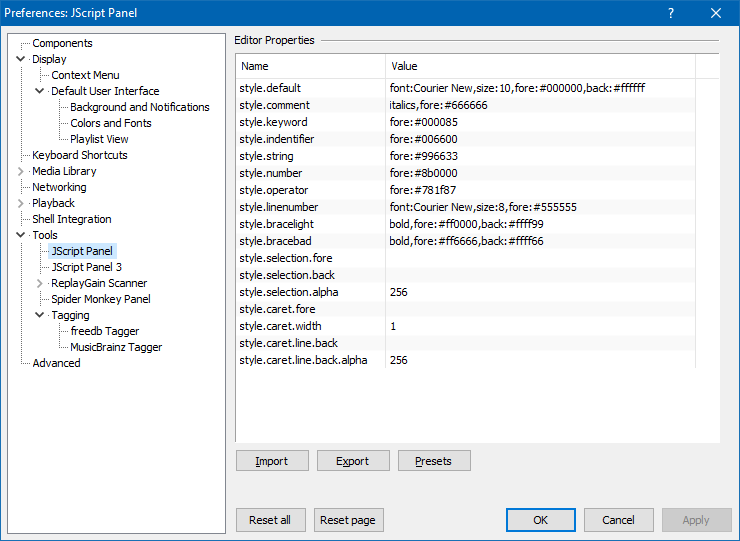 Preferences: JScript Panel
?
Components
Display
Context Menu
Default User Interface
Background and Notifications
Colors and Fonts
Playlist View
Keyboard Shortcuts
Media Library
Networking
Playback
Shell Integration
Tools
JScript Panel
JScript Panel 3
ReplayGain Scanner
Spider Monkey Panel
Tagging
freedb Tagger
MusicBrainz Tagger
Advanced
Editor Properties
Name Value
style.default font:Courier New,size:10,fore:#000000,back:#ffffff
style.comment italics,fore:#666666
style.keyword fore:#000085
style.indentifier fore:#006600
style.string fore:#996633
style.number fore:#8b0000
style.operator fore:#781f87
style.linenumber font:Courier New,size:8,fore:#555555
style.bracelight bold,fore:#ff0000,back:#ffff99
style.bracebad bold,fore:#ff6666,back:#ffff66
style.selection.fore
style.selection.back
style.selection.alpha 256
style.caret.fore
style.caret.width 1
style.caret.line.back
style.caret.line.back.alpha 256
Import Export Presets
Reset all Reset page OK Cancel Apply